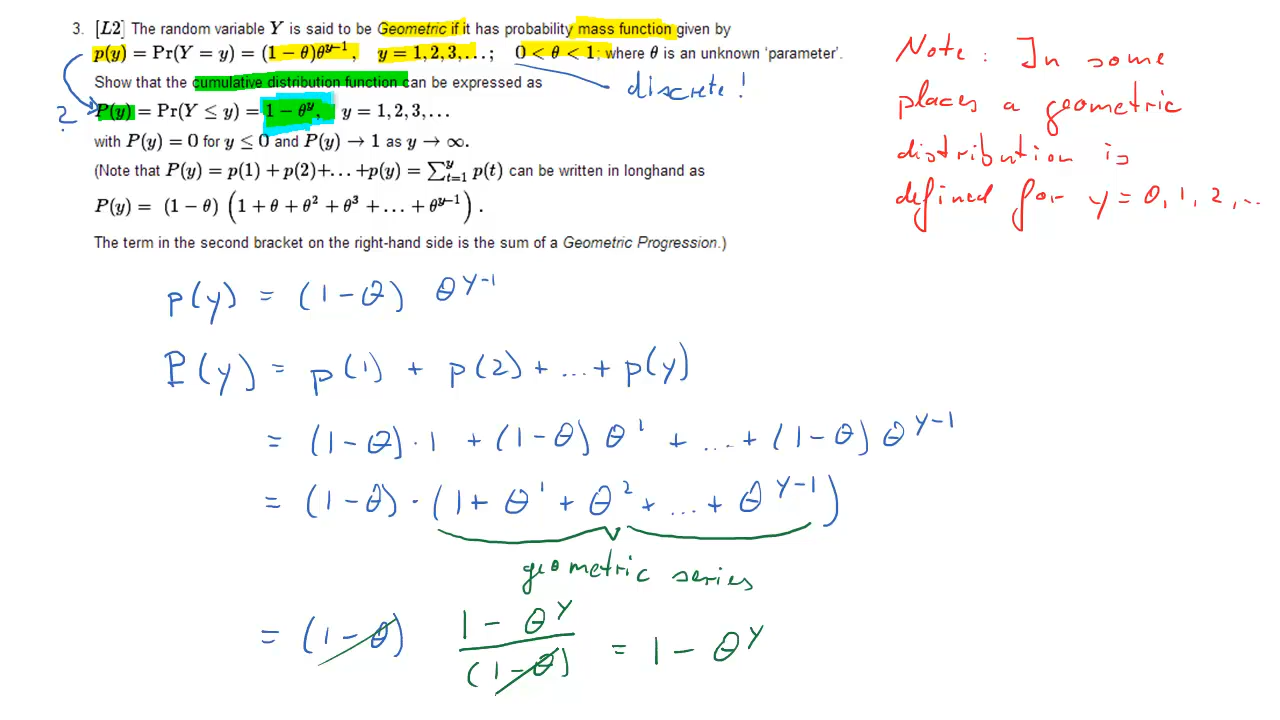 3. [L2] The random variable Y is said to be Geometric if it has probability mass function given by
p(y) = Pr(Y = y) = (1 − θ)θ^{y−1}, y = 1, 2, 3, …; 0 < θ < 1; where θ is an unknown ‘parameter’.
Show that the cumulative distribution function can be expressed as
discrete!
? P(y) = Pr(Y ≤ y) = 1 − θ^y, y = 1, 2, 3, …
with P(y) = 0 for y ≤ 0 and P(y) → 1 as y → ∞.
(Note that P(y) = p(1) + p(2)+…+p(y) = ∑_{t=1}^{y} p(t) can be written in longhand as
P(y) = (1 − θ) (1 + θ + θ² + θ³ + … + θ^{y−1}) .
The term in the second bracket on the right-hand side is the sum of a Geometric Progression.)
Note: In some
places a geometric
distribution is
defined for y = 0, 1, 2, ..
p(y) = (1−θ) θ^{y−1}
P(y) = p(1) + p(2) + ... + p(y)
= (1−θ)·1 + (1−θ) θ^1 + ... + (1−θ) θ^{y−1}
= (1−θ)·(1 + θ^1 + θ^2 + ... + θ^{y−1})
geometric series
= (1−θ) (1 − θ^y)/(1−θ) = 1 − θ^y